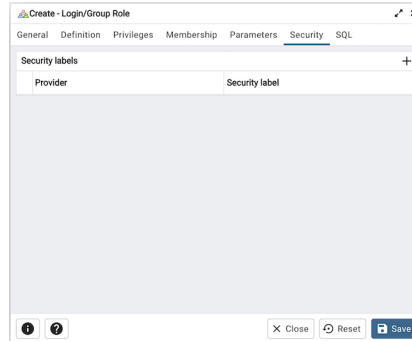 Create - Login/Group Role
General Definition Privileges Membership Parameters Security SQL
Security labels
Provider Security label
Close Reset Save